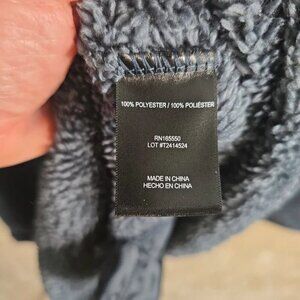 100% POLYESTER / 100% POLIÉSTER
RN165550
LOT #T2414524
MADE IN CHINA
HECHO EN CHINA